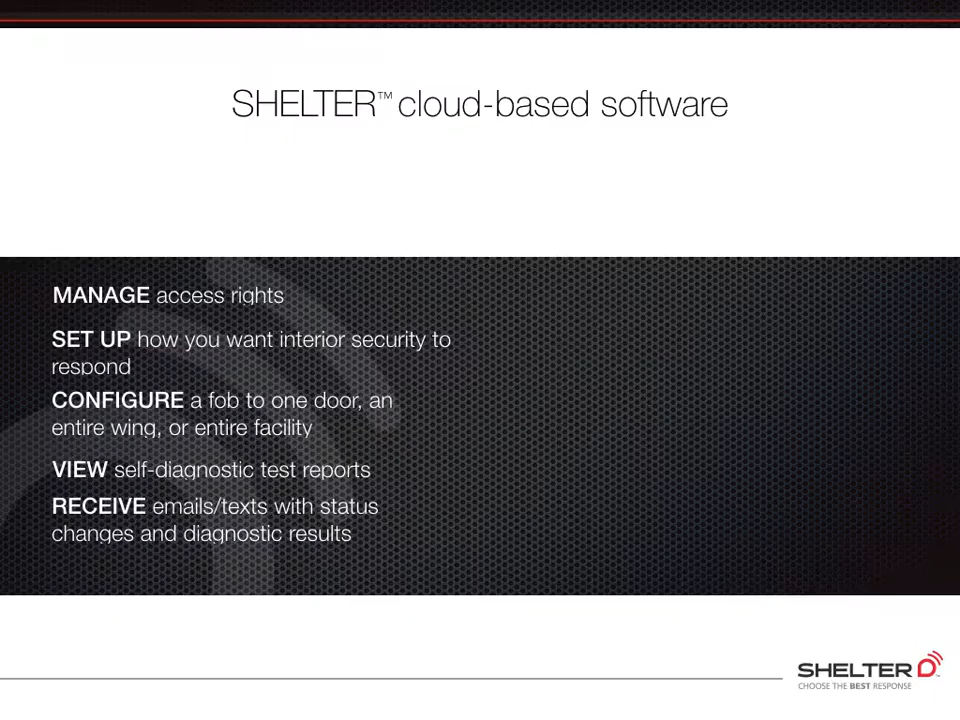 SHELTER™ cloud-based software
MANAGE access rights
SET UP how you want interior security to
respond
CONFIGURE a fob to one door, an
entire wing, or entire facility
VIEW self-diagnostic test reports
RECEIVE emails/texts with status
changes and diagnostic results
SHELTER™
CHOOSE THE BEST RESPONSE